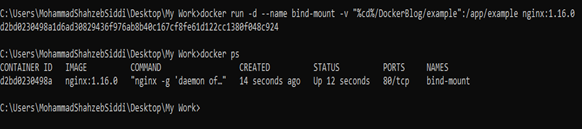 C:\Users\MohammadShahzebSiddi\Desktop\My Work>docker run -d --name bind-mount -v "%cd%/DockerBlog/example":/app/example nginx:1.16.0
d2bd0230498a1d6ad30829436f976ab8b40c167cf8fe61d122cc1380f048c924
C:\Users\MohammadShahzebSiddi\Desktop\My Work>docker ps
CONTAINER ID IMAGE COMMAND CREATED STATUS PORTS NAMES
d2bd0230498a nginx:1.16.0 "nginx -g 'daemon of…" 14 seconds ago Up 12 seconds 80/tcp bind-mount
C:\Users\MohammadShahzebSiddi\Desktop\My Work>